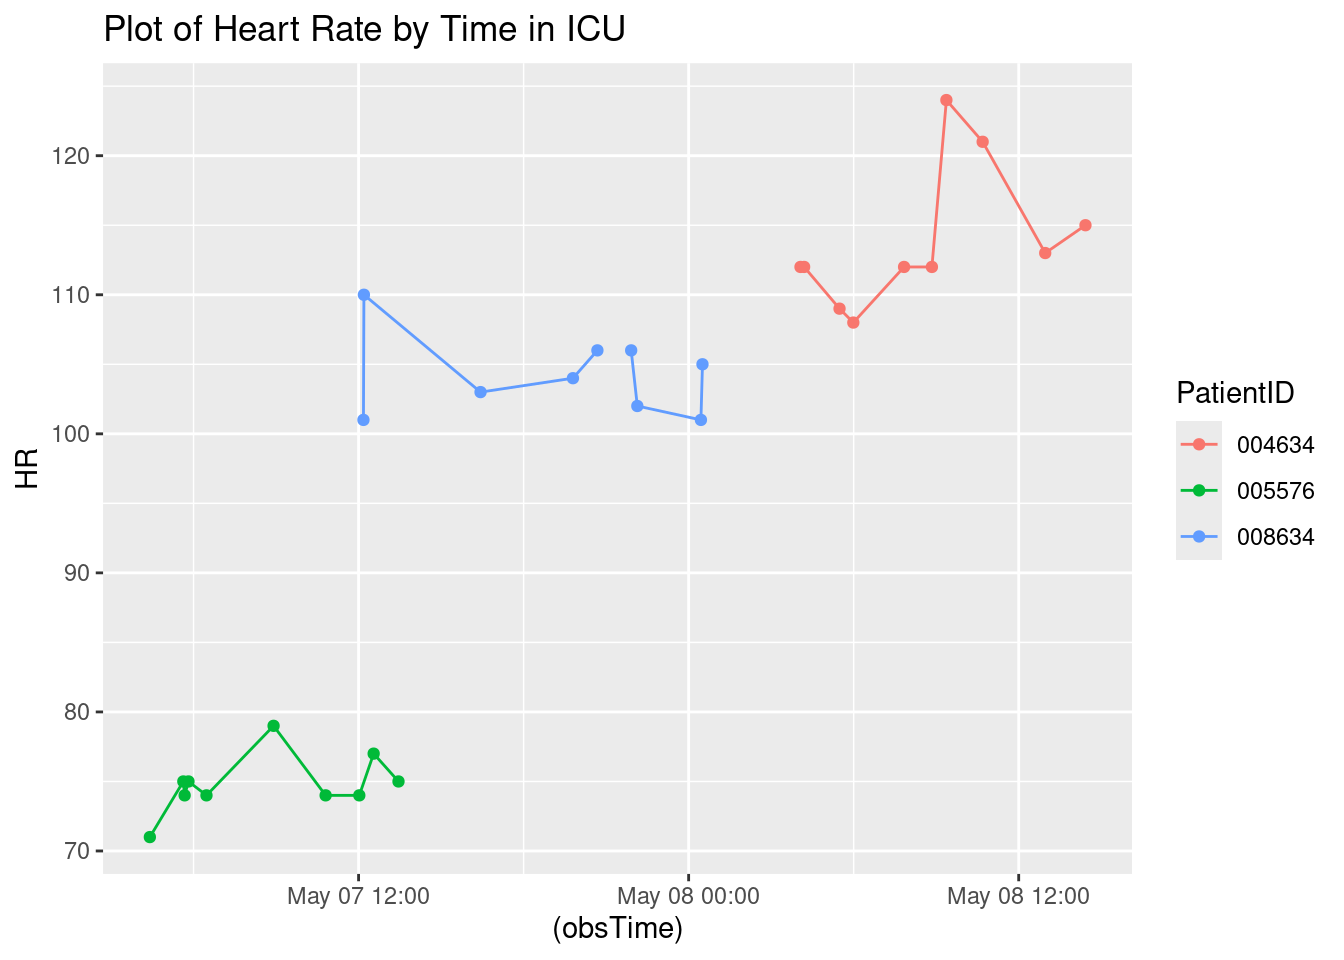 Plot of Heart Rate by Time in ICU
120
110
100
90
80
70
HR
May 07 12:00
May 08 00:00
May 08 12:00
(obsTime)
PatientID
004634
005576
008634